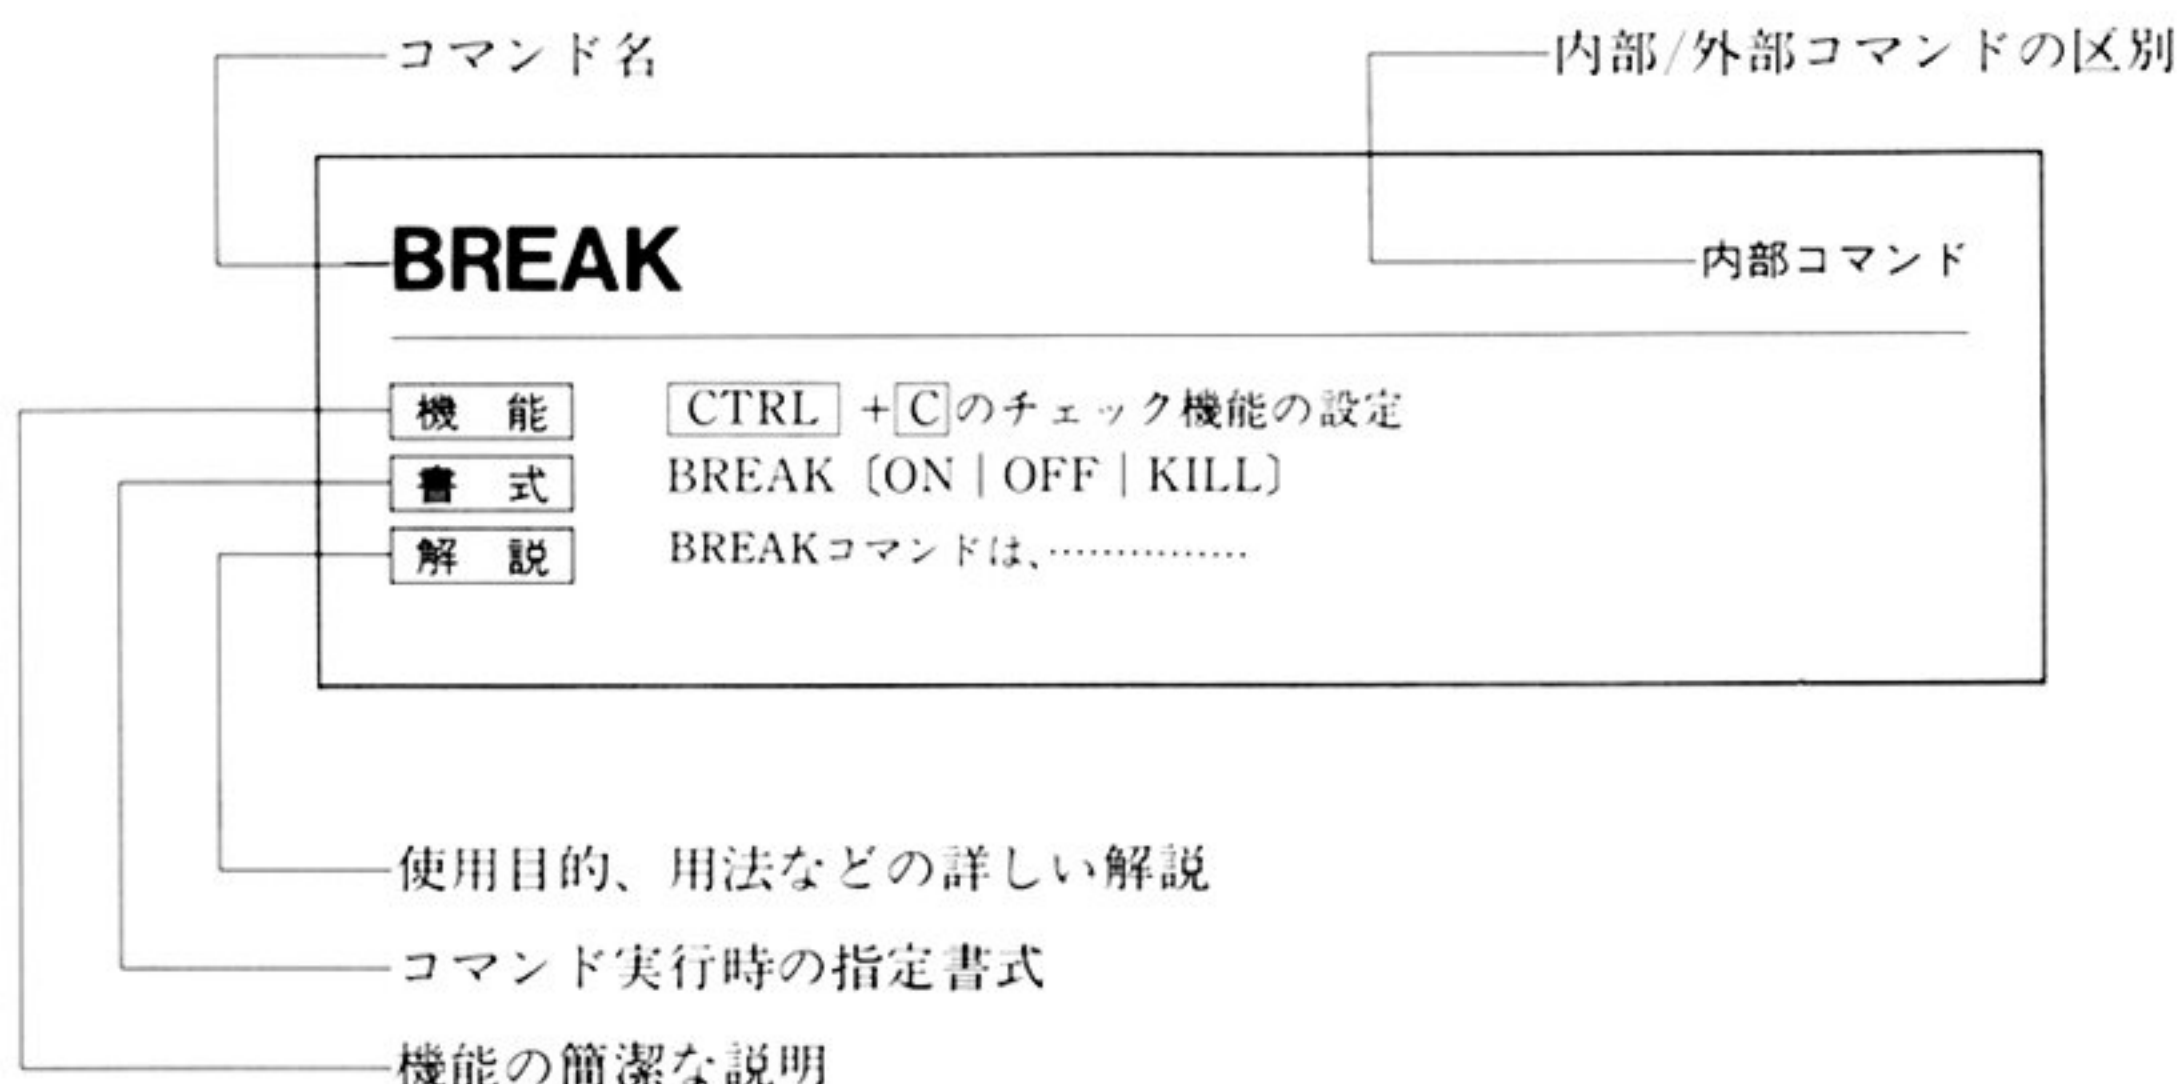 コマンド名
内部/外部コマンドの区別
BREAK
内部コマンド
機 能 CTRL +Cのチェック機能の設定
書 式 BREAK〔ON|OFF|KILL〕
解 説 BREAKコマンドは、……………
使用目的、用法などの詳しい解説
コマンド実行時の指定書式
機能の簡潔な説明